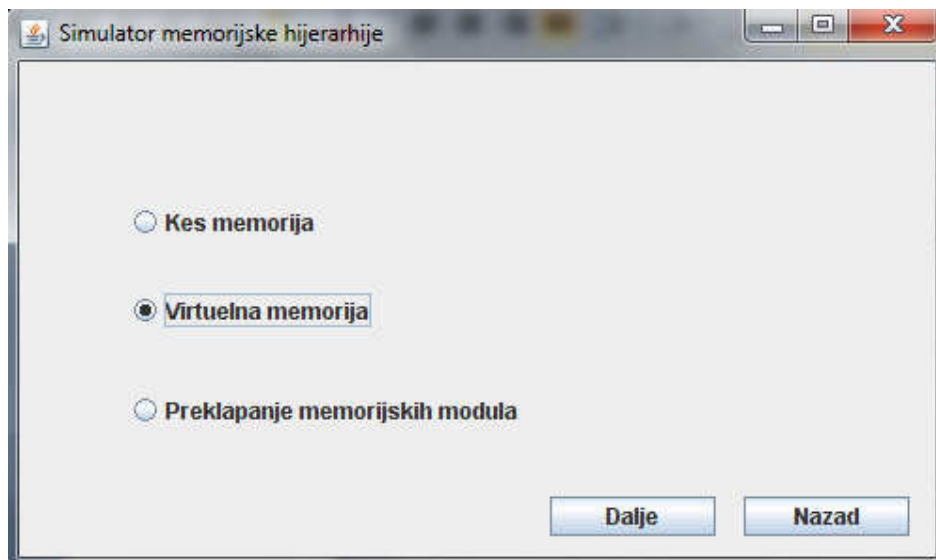 Simulator memorijske hijerarhije
Kes memorija
Virtuelna memorija
Preklapanje memorijskih modula
Dalje Nazad